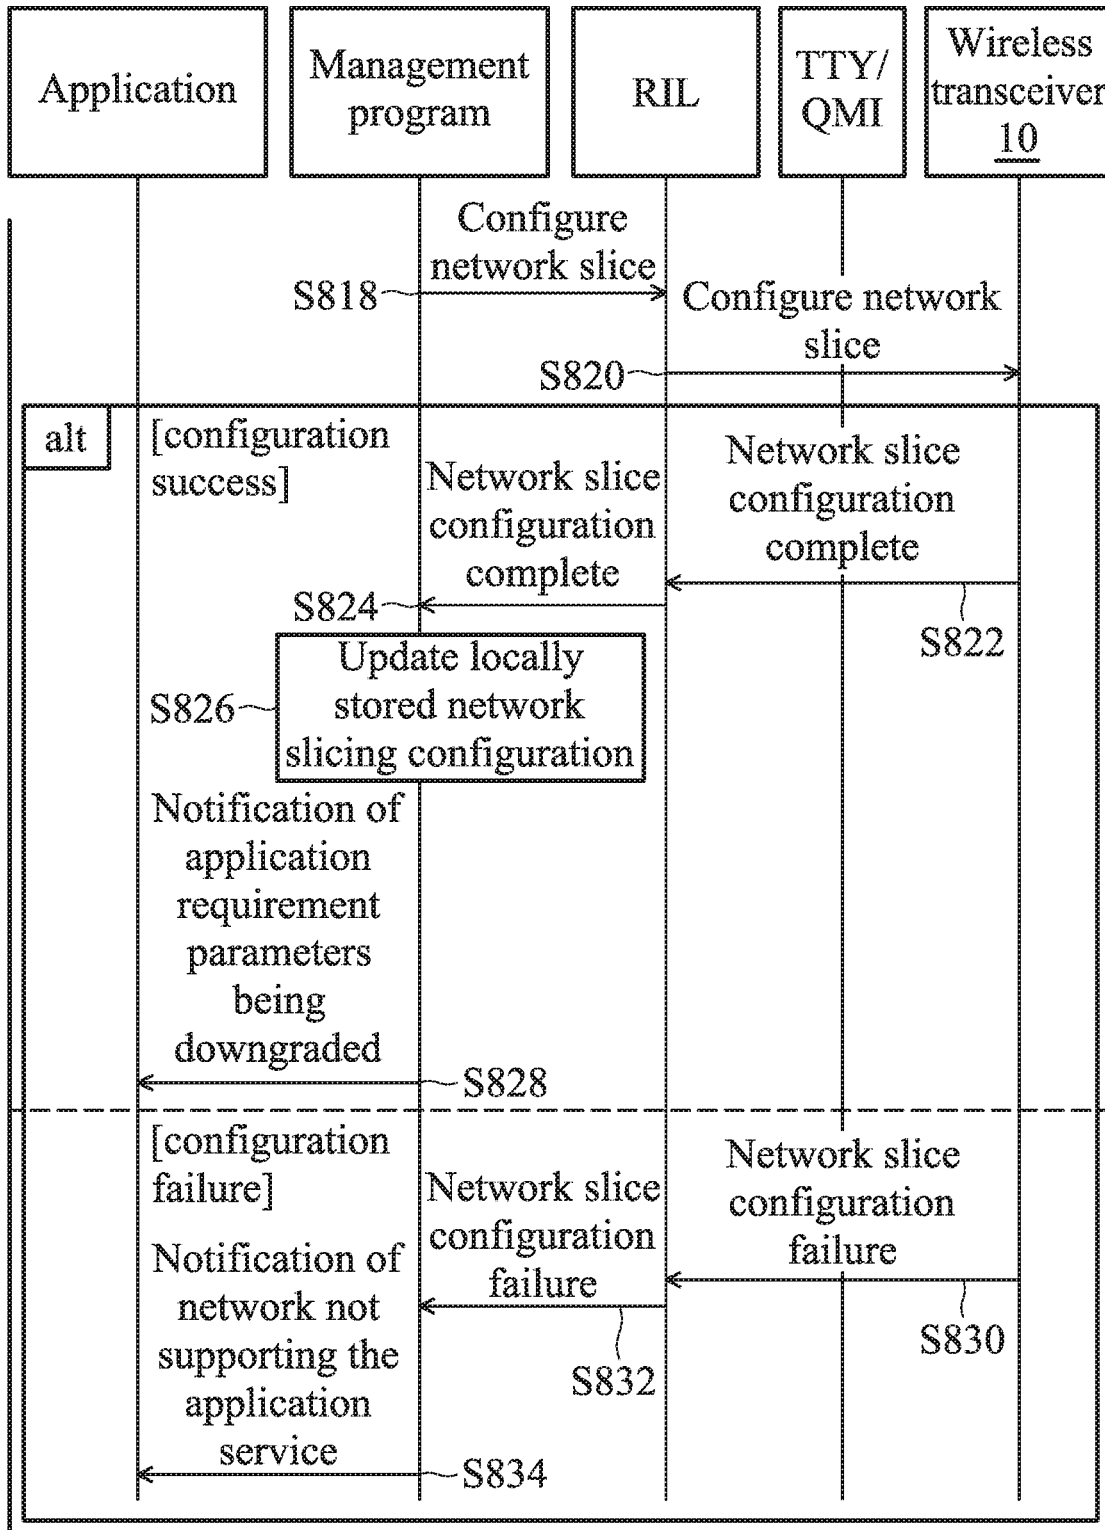 Application
Management
program
RIL
TTY/
QMI
Wireless
transceiver
10
Configure
network slice
S818
Configure network
slice
S820
alt
[configuration
success]
Network slice
configuration
complete
S822
Network slice
configuration
complete
S824
Update locally
stored network
slicing configuration
S826
Notification of
application
requirement
parameters
being
downgraded
S828
[configuration
failure]
Network slice
configuration
failure
S830
Network slice
configuration
failure
S832
Notification of
network not
supporting the
application
service
S834